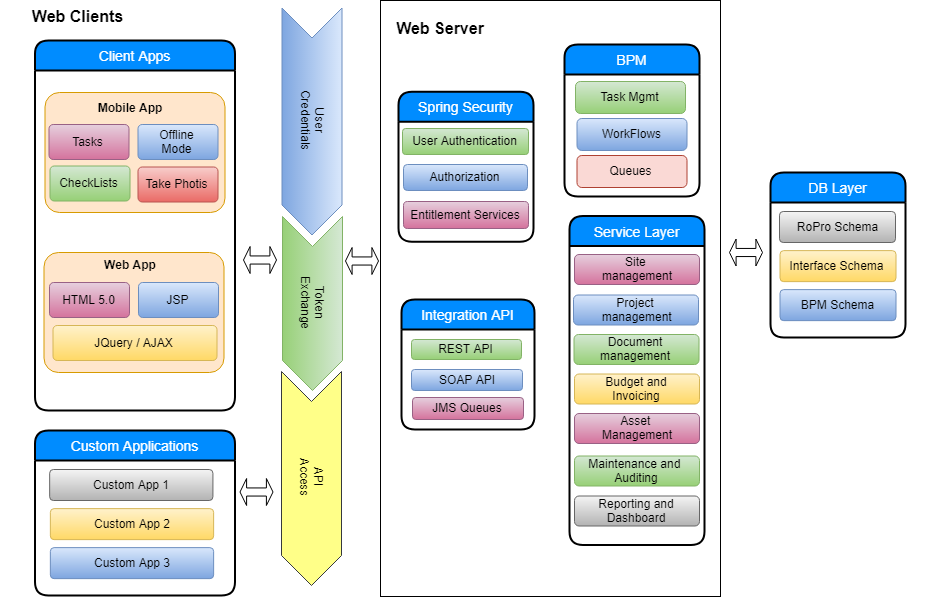 Web Clients
Client Apps
Mobile App
Tasks
Offline
Mode
CheckLists
Take Photis
Web App
HTML 5.0
JSP
JQuery / AJAX
Custom Applications
Custom App 1
Custom App 2
Custom App 3
User
Credentials
Token
Exchange
API
Access
Web Server
Spring Security
User Authentication
Authorization
Entitlement Services
Integration API
REST API
SOAP API
JMS Queues
BPM
Task Mgmt
WorkFlows
Queues
Service Layer
Site
management
Project
management
Document
management
Budget and
Invoicing
Asset
Management
Maintenance and
Auditing
Reporting and
Dashboard
DB Layer
RoPro Schema
Interface Schema
BPM Schema